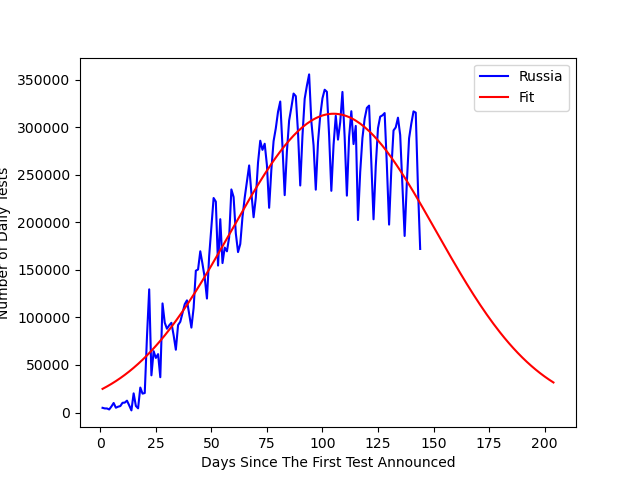 350000
300000
250000
200000
150000
100000
50000
0
Number of Daily Tests
0 25 50 75 100 125 150 175 200
Days Since The First Test Announced
Russia
Fit